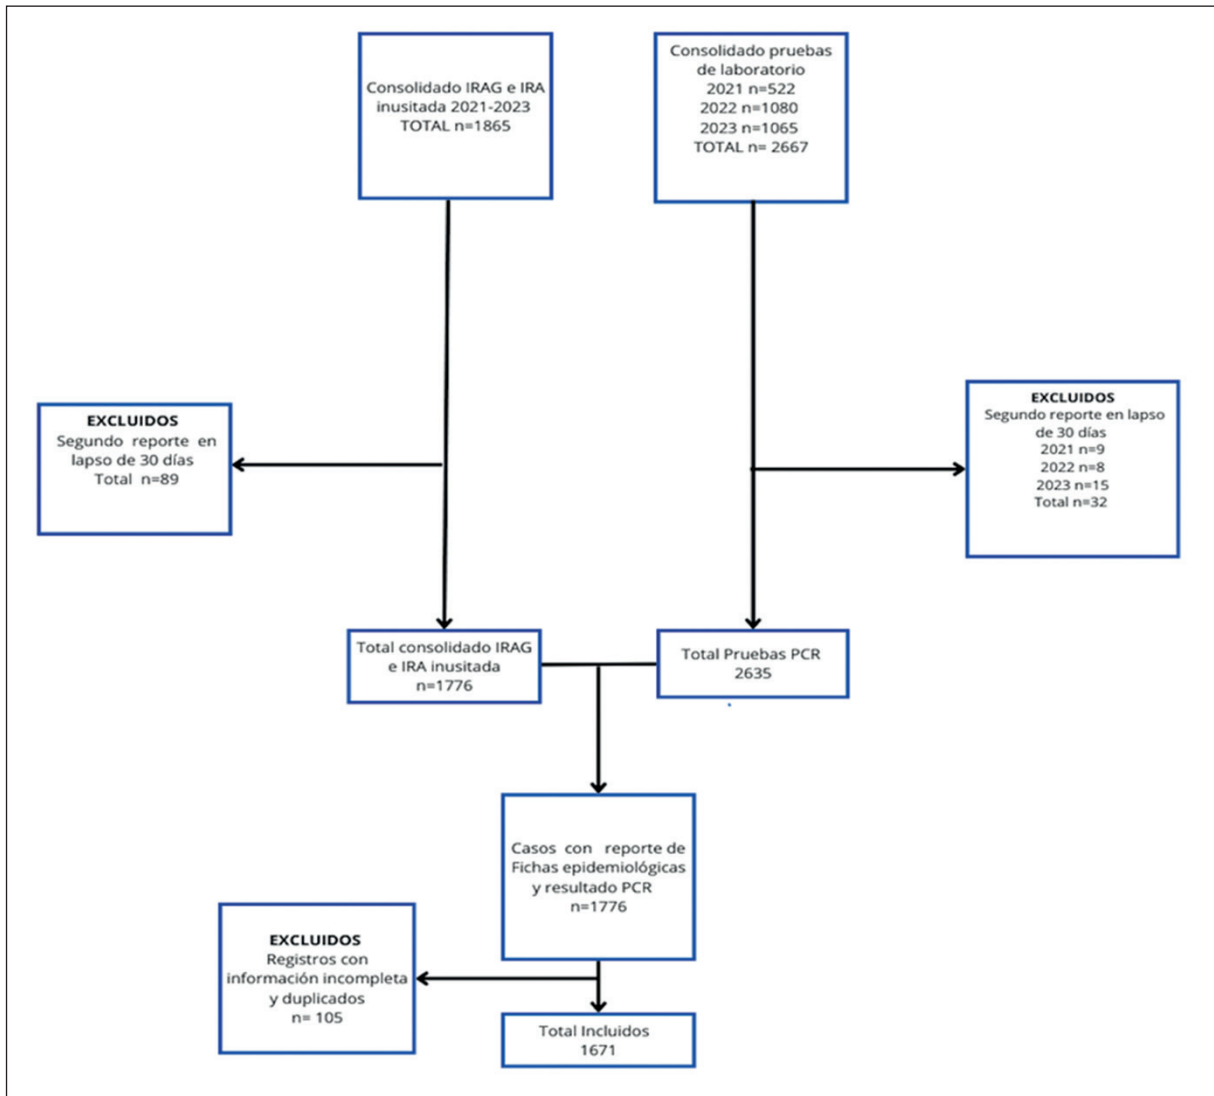 Consolidado IRAG e IRA
inusitada 2021-2023
TOTAL n=1865
Consolidado pruebas
de laboratorio
2021 n=522
2022 n=1080
2023 n=1065
TOTAL n= 2667
EXCLUIDOS
Segundo reporte en
lapso de 30 días
Total n=89
EXCLUIDOS
Segundo reporte en lapso
de 30 días
2021 n=9
2022 n=8
2023 n=15
Total n=32
Total consolidado IRAG
e IRA inusitada
n=1776
Total Pruebas PCR
2635
Casos con reporte de
Fichas epidemiológicas
y resultado PCR
n=1776
EXCLUIDOS
Registros con
información incompleta
y duplicados
n= 105
Total Incluidos
1671